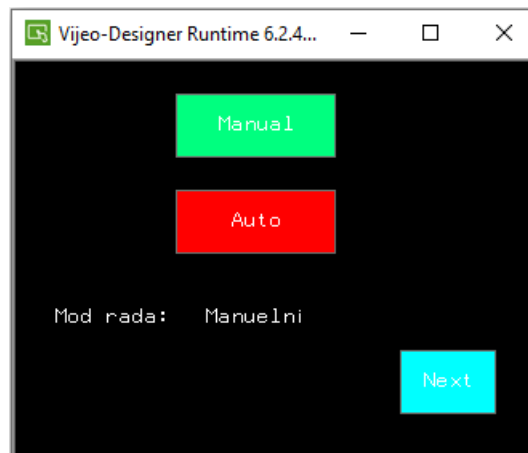 Vijeo-Designer Runtime 6.2.4...
Manual
Auto
Mod rada: Manuelni
Next